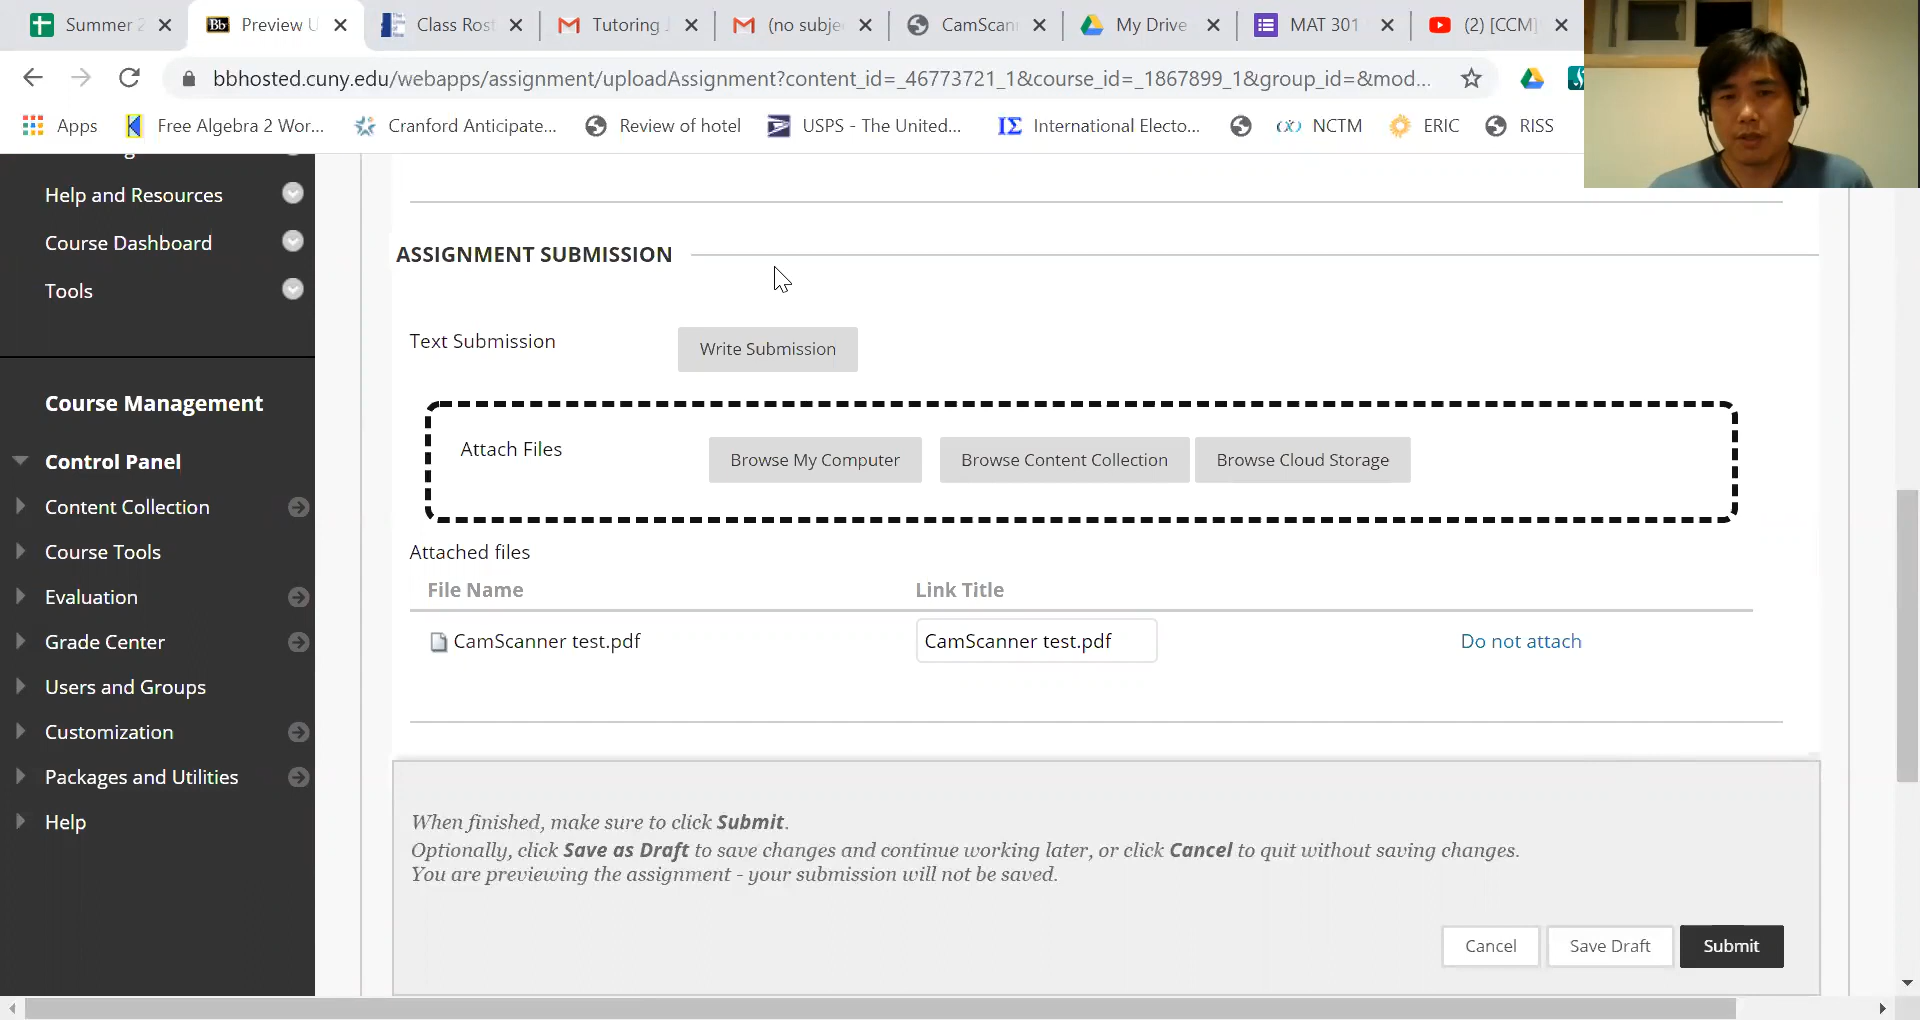 Summer 2
Preview U
Class Rost
Tutoring J
(no subje
CamScan
My Drive
MAT 301
(2) [CCM]
bbhosted.cuny.edu/webapps/assignment/uploadAssignment?content_id=_46773721_1&course_id=_1867899_1&group_id=&mod...
Apps
Free Algebra 2 Wor...
Cranford Anticipate...
Review of hotel
USPS - The United...
International Electo...
NCTM
ERIC
RISS
Help and Resources
Course Dashboard
Tools
Course Management
Control Panel
Content Collection
Course Tools
Evaluation
Grade Center
Users and Groups
Customization
Packages and Utilities
Help
ASSIGNMENT SUBMISSION
Text Submission
Write Submission
Attach Files
Browse My Computer
Browse Content Collection
Browse Cloud Storage
Attached files
File Name
Link Title
CamScanner test.pdf
CamScanner test.pdf
Do not attach
When finished, make sure to click Submit.
Optionally, click Save as Draft to save changes and continue working later, or click Cancel to quit without saving changes.
You are previewing the assignment - your submission will not be saved.
Cancel
Save Draft
Submit